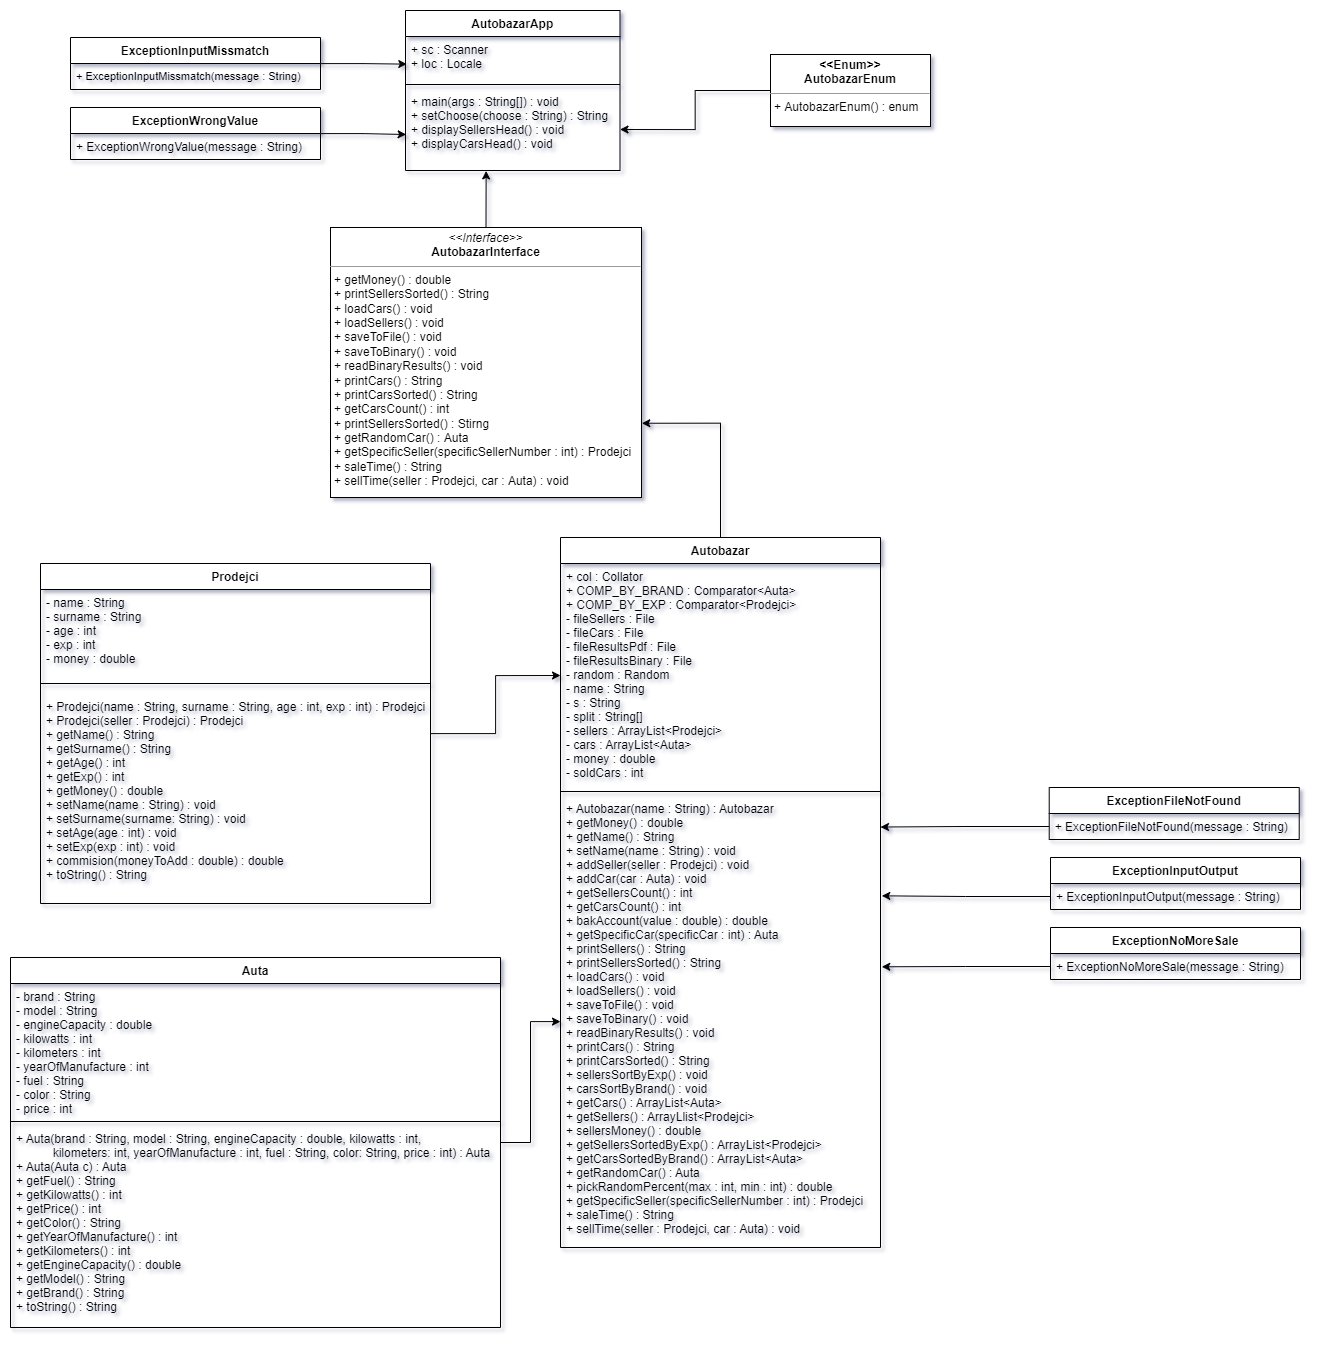 AutobazarApp
+ sc : Scanner
+ loc : Locale
+ main(args : String[]) : void
+ setChoose(choose : String) : String
+ displaySellersHead() : void
+ displayCarsHead() : void
ExceptionInputMissmatch
+ ExceptionInputMissmatch(message : String)
ExceptionWrongValue
+ ExceptionWrongValue(message : String)
<<Enum>>
AutobazarEnum
+ AutobazarEnum() : enum
<<Interface>>
AutobazarInterface
+ getMoney() : double
+ printSellersSorted() : String
+ loadCars() : void
+ loadSellers() : void
+ saveToFile() : void
+ saveToBinary() : void
+ readBinaryResults() : void
+ printCars() : String
+ printCarsSorted() : String
+ getCarsCount() : int
+ printSellersSorted() : Stirng
+ getRandomCar() : Auta
+ getSpecificSeller(specificSellerNumber : int) : Prodejci
+ saleTime() : String
+ sellTime(seller : Prodejci, car : Auta) : void
Prodejci
- name : String
- surname : String
- age : int
- exp : int
- money : double
+ Prodejci(name : String, surname : String, age : int, exp : int) : Prodejci
+ Prodejci(seller : Prodejci) : Prodejci
+ getName() : String
+ getSurname() : String
+ getAge() : int
+ getExp() : int
+ getMoney() : double
+ setName(name : String) : void
+ setSurname(surname: String) : void
+ setAge(age : int) : void
+ setExp(exp : int) : void
+ commision(moneyToAdd : double) : double
+ toString() : String
Autobazar
+ col : Collator
+ COMP_BY_BRAND : Comparator<Auta>
+ COMP_BY_EXP : Comparator<Prodejci>
- fileSellers : File
- fileCars : File
- fileResultsPdf : File
- fileResultsBinary : File
- random : Random
- name : String
- s : String
- split : String[]
- sellers : ArrayList<Prodejci>
- cars : ArrayList<Auta>
- money : double
- soldCars : int
+ Autobazar(name : String) : Autobazar
+ getMoney() : double
+ getName() : String
+ setName(name : String) : void
+ addSeller(seller : Prodejci) : void
+ addCar(car : Auta) : void
+ getSellersCount() : int
+ getCarsCount() : int
+ bakAccount(value : double) : double
+ getSpecificCar(specificCar : int) : Auta
+ printSellers() : String
+ printSellersSorted() : String
+ loadCars() : void
+ loadSellers() : void
+ saveToFile() : void
+ saveToBinary() : void
+ readBinaryResults() : void
+ printCars() : String
+ printCarsSorted() : String
+ sellersSortByExp() : void
+ carsSortByBrand() : void
+ getCars() : ArrayList<Auta>
+ getSellers() : ArrayLlist<Prodejci>
+ sellersMoney() : double
+ getSellersSortedByExp() : ArrayList<Prodejci>
+ getCarsSortedByBrand() : ArrayList<Auta>
+ getRandomCar() : Auta
+ pickRandomPercent(max : int, min : int) : double
+ getSpecificSeller(specificSellerNumber : int) : Prodejci
+ saleTime() : String
+ sellTime(seller : Prodejci, car : Auta) : void
ExceptionFileNotFound
+ ExceptionFileNotFound(message : String)
ExceptionInputOutput
+ ExceptionInputOutput(message : String)
ExceptionNoMoreSale
+ ExceptionNoMoreSale(message : String)
Auta
- brand : String
- model : String
- engineCapacity : double
- kilowatts : int
- kilometers : int
- yearOfManufacture : int
- fuel : String
- color : String
- price : int
+ Auta(brand : String, model : String, engineCapacity : double, kilowatts : int,
kilometers: int, yearOfManufacture : int, fuel : String, color: String, price : int) : Auta
+ Auta(Auta c) : Auta
+ getFuel() : String
+ getKilowatts() : int
+ getPrice() : int
+ getColor() : String
+ getYearOfManufacture() : int
+ getKilometers() : int
+ getEngineCapacity() : double
+ getModel() : String
+ getBrand() : String
+ toString() : String